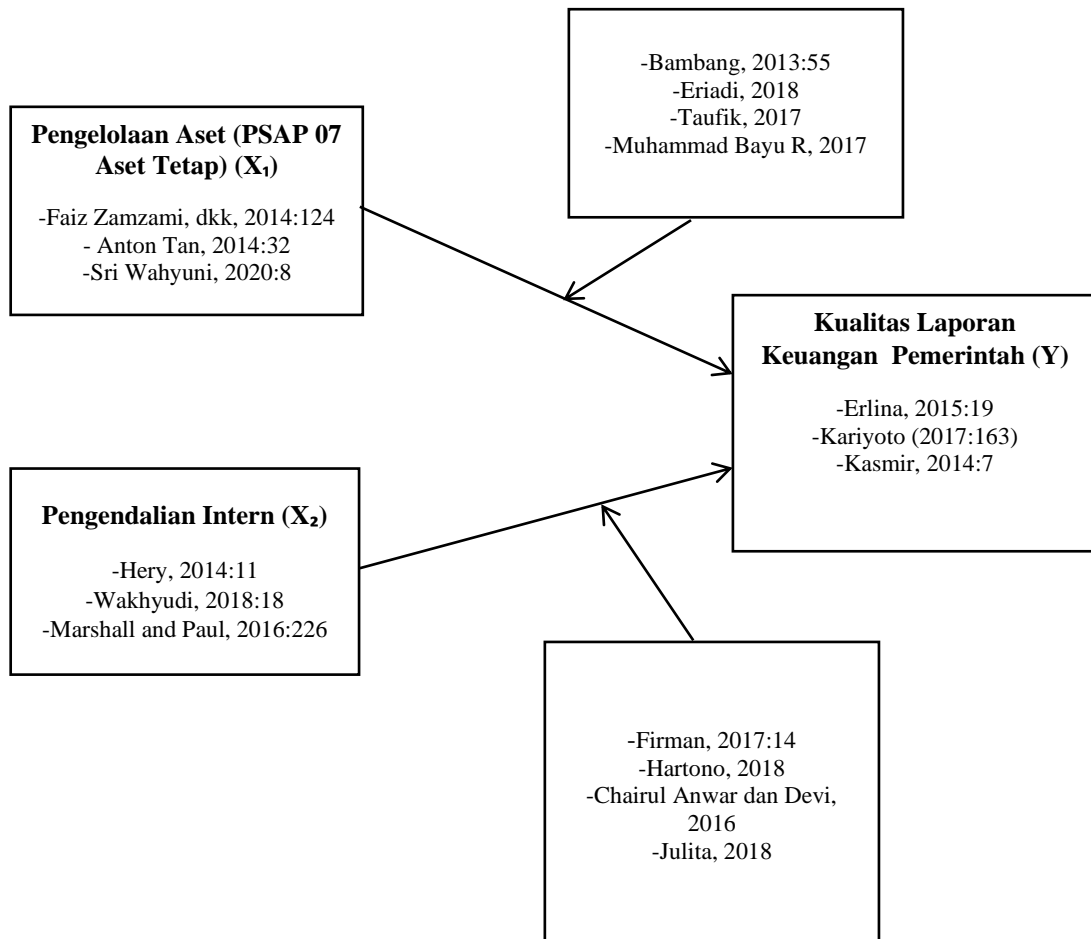 -Bambang, 2013:55
-Eriadi, 2018
-Taufik, 2017
-Muhammad Bayu R, 2017
Pengelolaan Aset (PSAP 07
Aset Tetap) (X₁)
-Faiz Zamzami, dkk, 2014:124
- Anton Tan, 2014:32
-Sri Wahyuni, 2020:8
Kualitas Laporan
Keuangan Pemerintah (Y)
-Erlina, 2015:19
-Kariyoto (2017:163)
-Kasmir, 2014:7
Pengendalian Intern (X₂)
-Hery, 2014:11
-Wakhyudi, 2018:18
-Marshall and Paul, 2016:226
-Firman, 2017:14
-Hartono, 2018
-Chairul Anwar dan Devi,
2016
-Julita, 2018